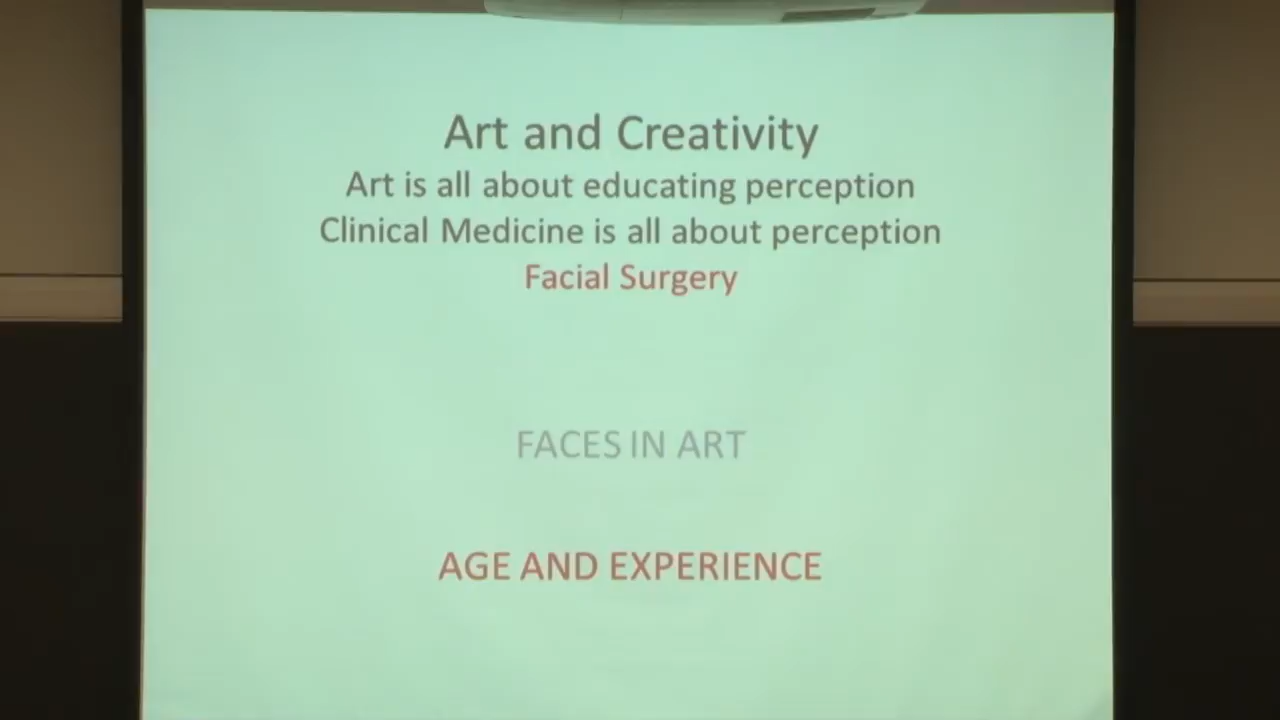 Art and Creativity
Art is all about educating perception
Clinical Medicine is all about perception
Facial Surgery
FACES IN ART
AGE AND EXPERIENCE